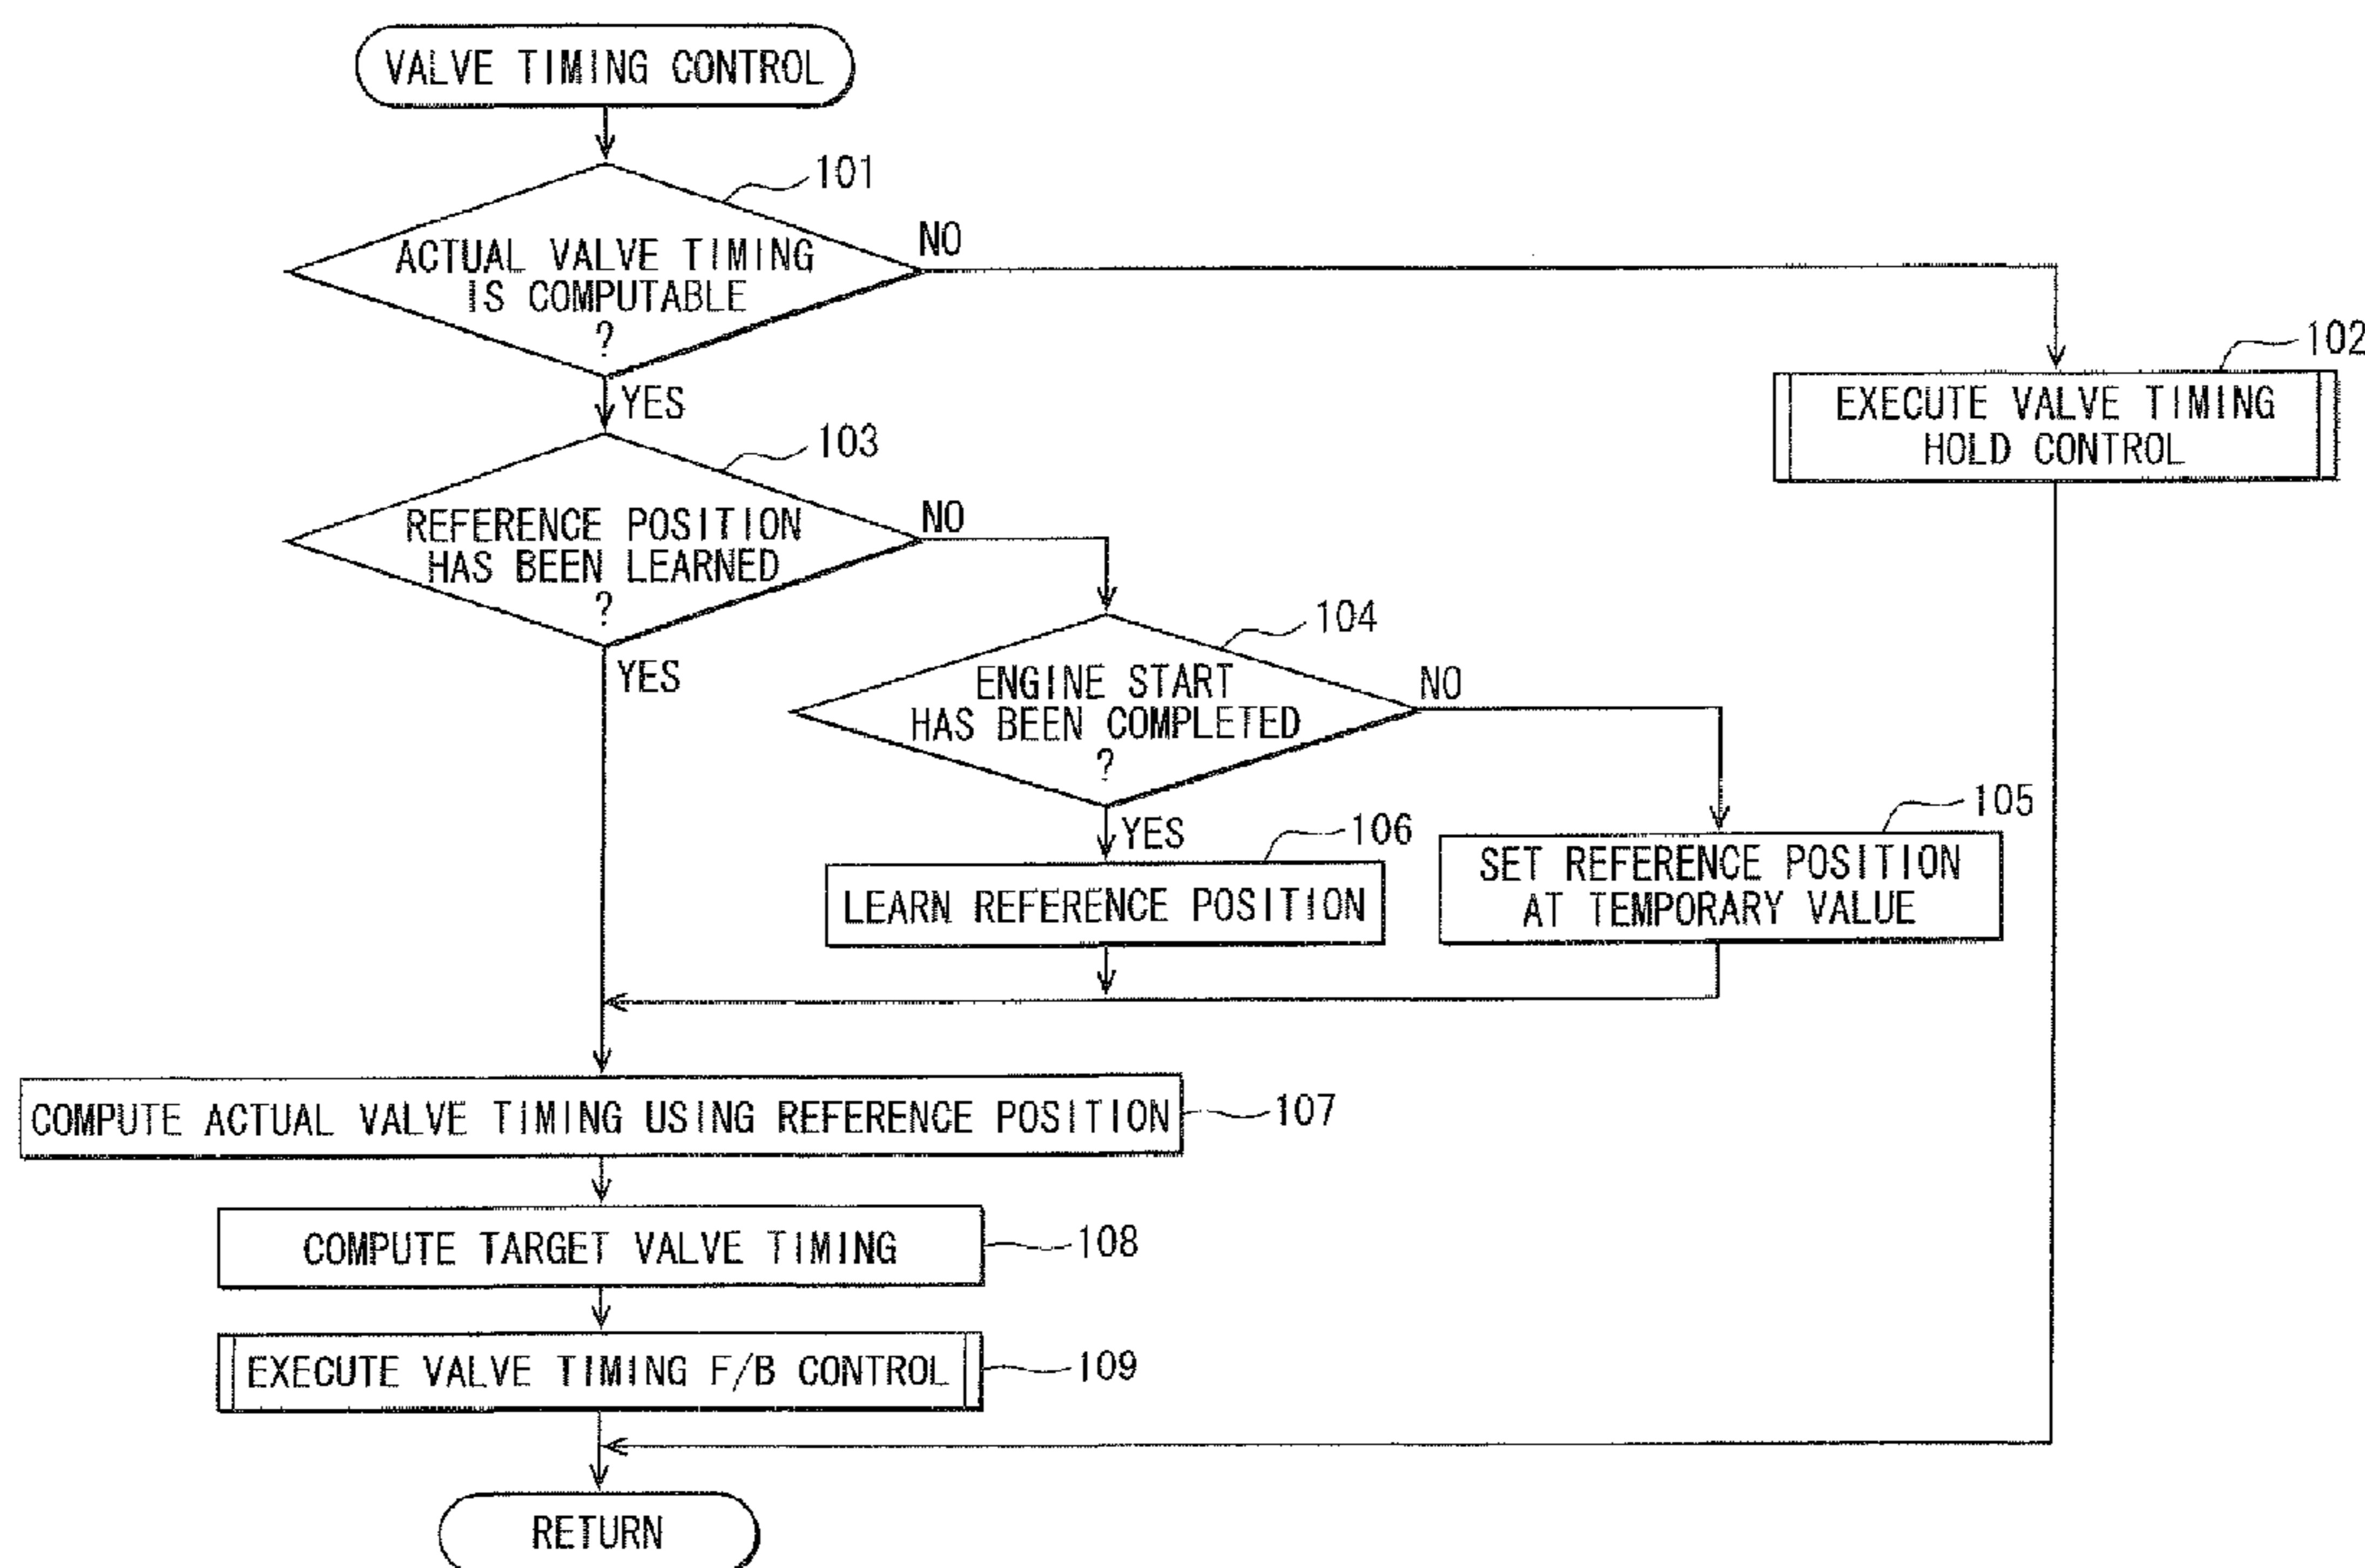 VALVE TIMING CONTROL
101
ACTUAL VALVE TIMING
IS COMPUTABLE
?
NO
YES
102
EXECUTE VALVE TIMING
HOLD CONTROL
103
REFERENCE POSITION
HAS BEEN LEARNED
?
NO
YES
104
ENGINE START
HAS BEEN COMPLETED
?
NO
YES
105
SET REFERENCE POSITION
AT TEMPORARY VALUE
106
LEARN REFERENCE POSITION
COMPUTE ACTUAL VALVE TIMING USING REFERENCE POSITION
107
COMPUTE TARGET VALVE TIMING
108
EXECUTE VALVE TIMING F/B CONTROL
109
RETURN